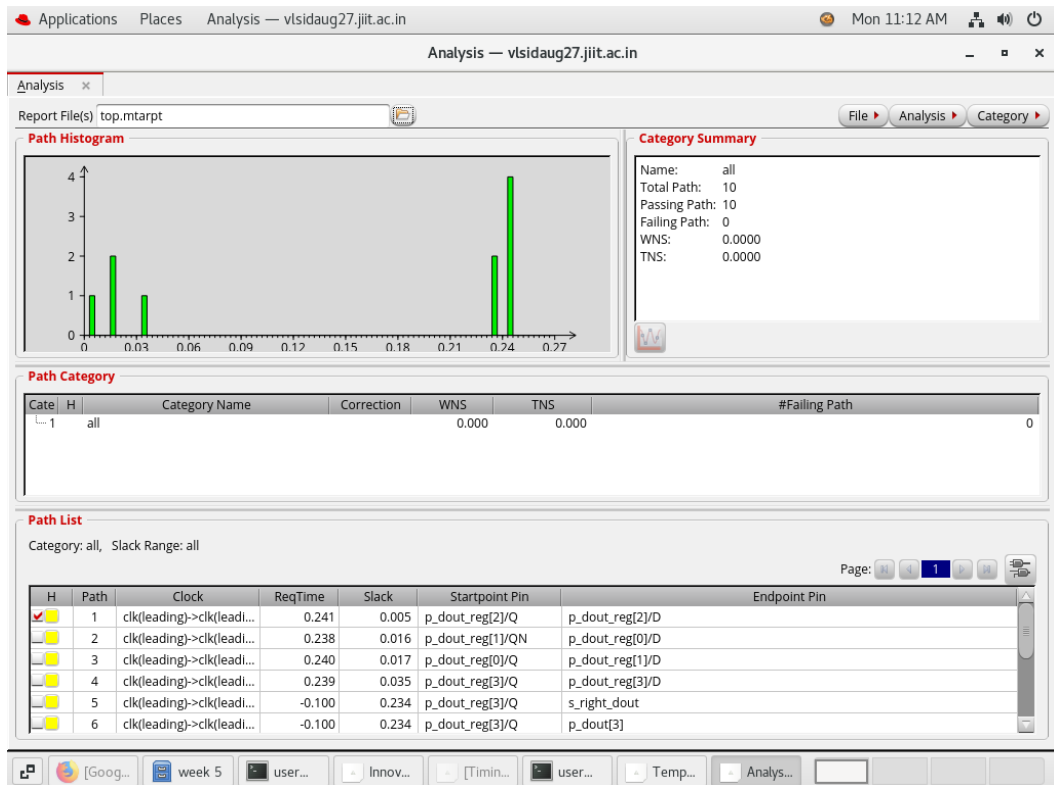 Applications Places Analysis — vlsidaug27.jiit.ac.in Mon 11:12 AM
Analysis — vlsidaug27.jiit.ac.in
Analysis ×
Report File(s) top.mtarpt File Analysis Category
Path Histogram
4
3
2
1
0
0 0.03 0.06 0.09 0.12 0.15 0.18 0.21 0.24 0.27
Category Summary
Name: all
Total Path: 10
Passing Path: 10
Failing Path: 0
WNS: 0.0000
TNS: 0.0000
Path Category
Cate H Category Name Correction WNS TNS #Failing Path
1 all 0.000 0.000 0
Path List
Category: all, Slack Range: all
Page: 1
H Path Clock ReqTime Slack Startpoint Pin Endpoint Pin
1 clk(leading)->clk(leadi... 0.241 0.005 p_dout_reg[2]/Q p_dout_reg[2]/D
2 clk(leading)->clk(leadi... 0.238 0.016 p_dout_reg[1]/QN p_dout_reg[0]/D
3 clk(leading)->clk(leadi... 0.240 0.017 p_dout_reg[0]/Q p_dout_reg[1]/D
4 clk(leading)->clk(leadi... 0.239 0.035 p_dout_reg[3]/Q p_dout_reg[3]/D
5 clk(leading)->clk(leadi... -0.100 0.234 p_dout_reg[3]/Q s_right_dout
6 clk(leading)->clk(leadi... -0.100 0.234 p_dout_reg[3]/Q p_dout[3]
[Goog... week 5 user... Innov... [Timin... user... Temp... Analys...